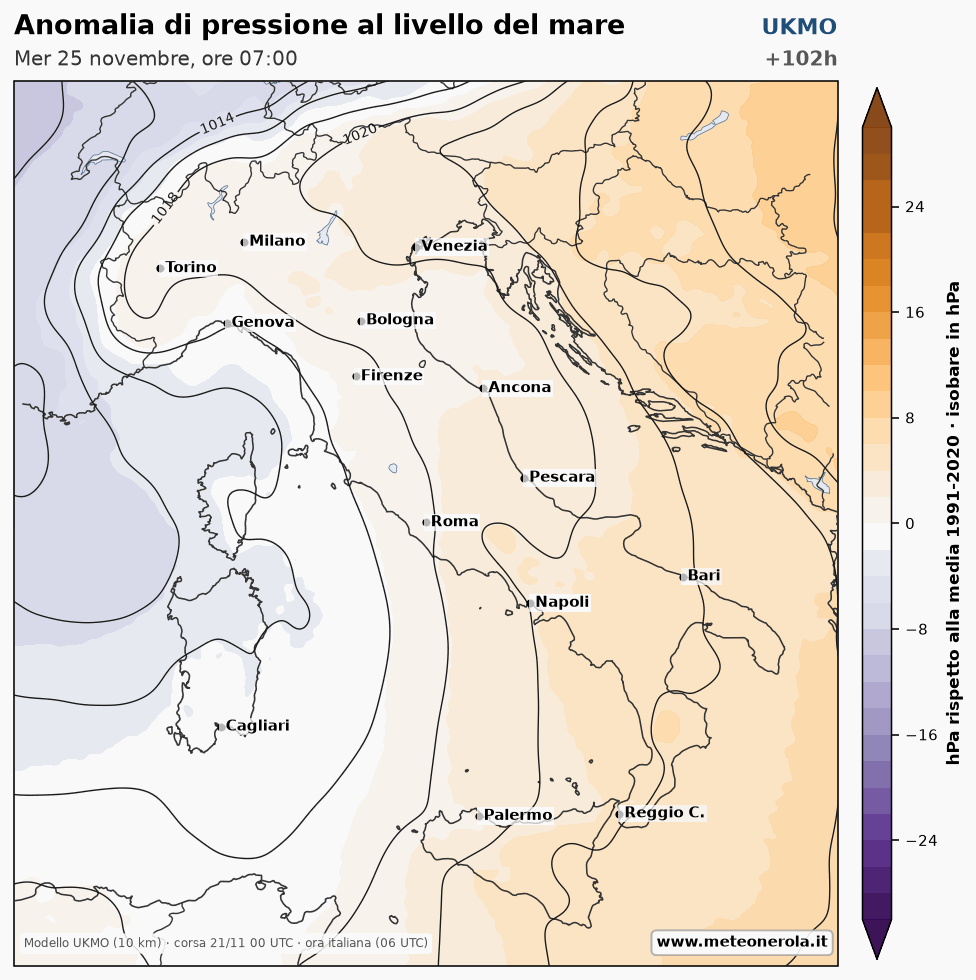 Anomalia di pressione al livello del mare
UKMO
Mer 25 novembre, ore 07:00
+102h
1014
1020
1018
Milano
Venezia
Torino
Genova
Bologna
Firenze
Ancona
Pescara
Roma
Bari
Napoli
Cagliari
Palermo
Reggio C.
24
16
8
0
−8
−16
−24
hPa rispetto alla media 1991-2020 · isobare in hPa
Modello UKMO (10 km) · corsa 21/11 00 UTC · ora italiana (06 UTC)
www.meteonerola.it